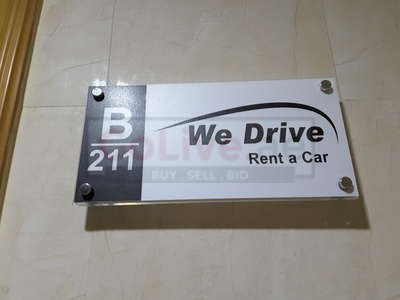 B
211
We Drive
Rent a Car
BUY . SELL . BID